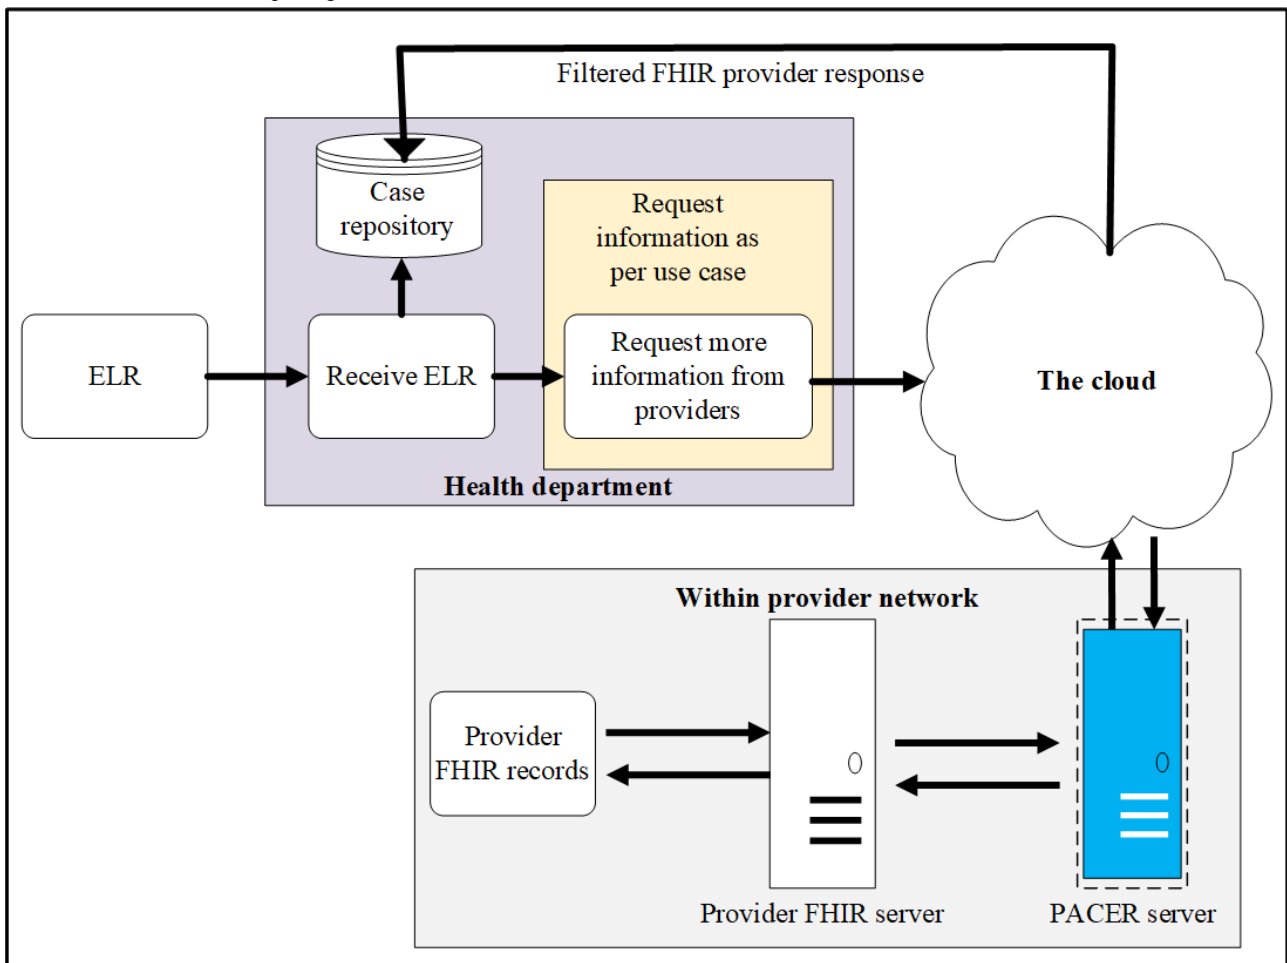 Filtered FHIR provider response
Case
repository
Request
information as
per use case
ELR
Receive ELR
Request more
information from
providers
The cloud
Health department
Within provider network
Provider
FHIR records
Provider FHIR server
PACER server